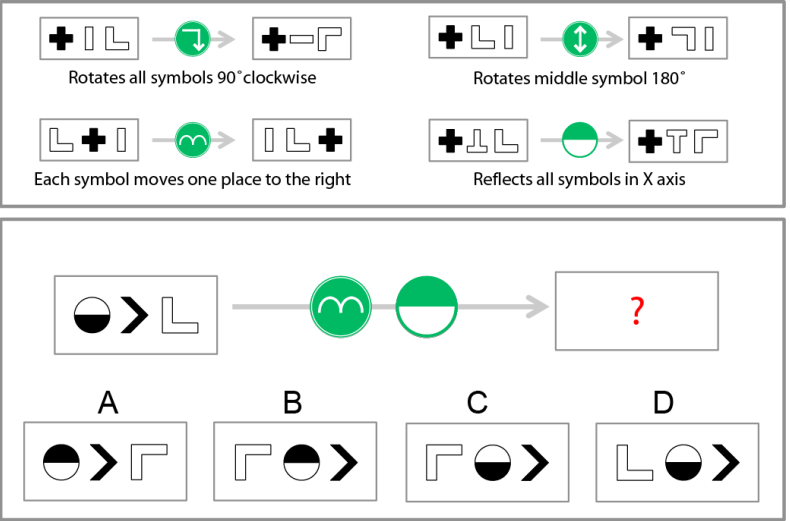 Rotates all symbols 90˚clockwise
Rotates middle symbol 180˚
Each symbol moves one place to the right
Reflects all symbols in X axis
?
A
B
C
D